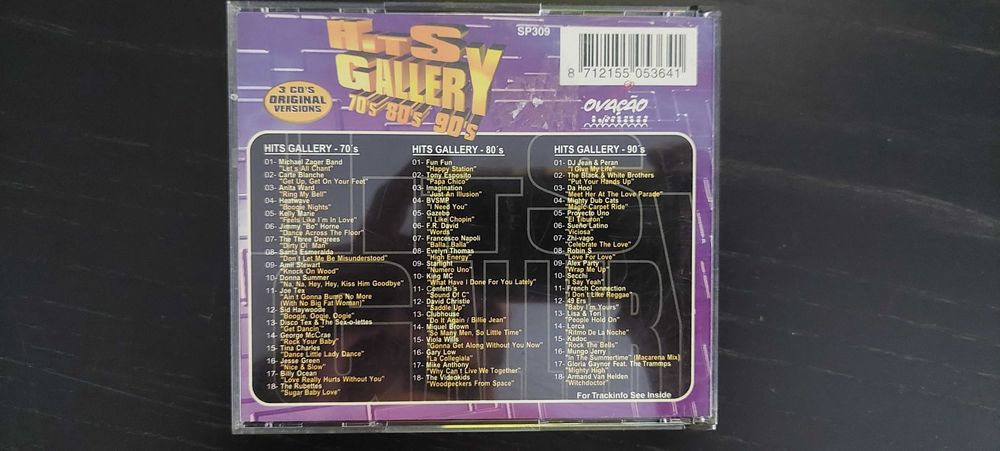 HITS
GALLERY
70's 80's 90's
3 CD'S
ORIGINAL
VERSIONS
SP309
8 712155 053641
OVAÇÃO
HITS GALLERY - 70´s
01- Michael Zager Band
"Let´s All Chant"
02- Carte Blanche
"Get Up, Get On Your Feet"
03- Anita Ward
"Ring My Bell"
04- Heatwave
"Boogie Nights"
05- Kelly Marie
"Feels Like I´m In Love"
06- Jimmy "Bo" Horne
"Dance Across The Floor"
07- The Three Degrees
"Dirty Ol´ Man"
08- Santa Esmeralda
"Don´t Let Me Be Misunderstood"
09- Amii Stewart
"Knock On Wood"
10- Donna Summer
"Na, Na, Hey, Hey, Kiss Him Goodbye"
11- Joe Tex
"Ain´t Gonna Bump No More
(With No Big Fat Woman)"
12- Sid Haywoode
"Boogie, Oogie, Oogie"
13- Disco Tex & The Sex-o-lettes
"Get Dancin´"
14- George McCrae
"Rock Your Baby"
15- Tina Charles
"Dance Little Lady Dance"
16- Jesse Green
"Nice & Slow"
17- Billy Ocean
"Love Really Hurts Without You"
18- The Rubettes
"Sugar Baby Love"
HITS GALLERY - 80´s
01- Fun Fun
"Happy Station"
02- Tony Esposito
"Papa Chico"
03- Imagination
"Just An Illusion"
04- BVSMP
"I Need You"
05- Gazebo
"I Like Chopin"
06- F.R. David
"Words"
07- Francesco Napoli
"Balla, Balla"
08- Evelyn Thomas
"High Energy"
09- Starlight
"Numero Uno"
10- King MC
"What Have I Done For You Lately"
11- Confetti´s
"Sound Of C"
12- David Christie
"Saddle Up"
13- Clubhouse
"Do It Again / Billie Jean"
14- Miquel Brown
"So Many Men, So Little Time"
15- Viola Wills
"Gonna Get Along Without You Now"
16- Gary Low
"La Collegiala"
17- Mike Anthony
"Why Can´t Live We Together"
18- The Videokids
"Woodpeckers From Space"
HITS GALLERY - 90´s
01- DJ Jean & Peran
"I Give My Life"
02- The Black & White Brothers
"Put Your Hands Up"
03- Da Hool
"Meet Her At The Love Parade"
04- Mighty Dub Cats
"Magic Carpet Ride"
05- Proyecto Uno
"El Tiburon"
06- Sueño Latino
"Viciosa"
07- Zhi-vago
"Celebrate The Love"
08- Robin S.
"Love For Love"
09- Alex Party
"Wrap Me Up"
10- Secchi
"I Say Yeah"
11- French Connection
"I Don´t Like Reggae"
12- 49 Ers
"Baby I´m Yours"
13- Lisa & Tori
"People Hold On"
14- Lorca
"Ritmo De La Noche"
15- Kadoc
"Rock The Bells"
16- Mungo Jerry
"In The Summertime" (Macarena Mix)
17- Gloria Gaynor Feat. The Trammps
"Mighty High"
18- Armand Van Helden
"Witchdoctor"
For Trackinfo See Inside